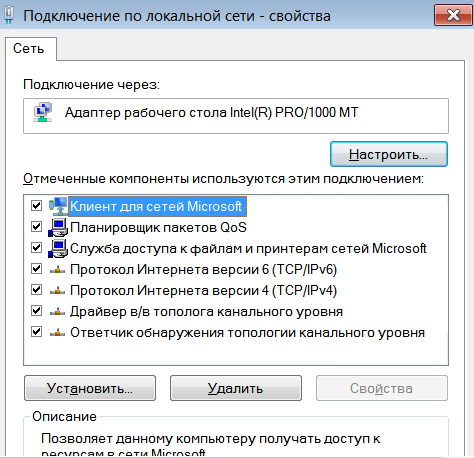 Подключение по локальной сети - свойства
Сеть
Подключение через:
Адаптер рабочего стола Intel(R) PRO/1000 MT
Настроить...
Отмеченные компоненты используются этим подключением:
Клиент для сетей Microsoft
Планировщик пакетов QoS
Служба доступа к файлам и принтерам сетей Microsoft
Протокол Интернета версии 6 (TCP/IPv6)
Протокол Интернета версии 4 (TCP/IPv4)
Драйвер в/в тополога канального уровня
Ответчик обнаружения топологии канального уровня
Установить... Удалить Свойства
Описание
Позволяет данному компьютеру получать доступ к
ресурсам в сети Microsoft.